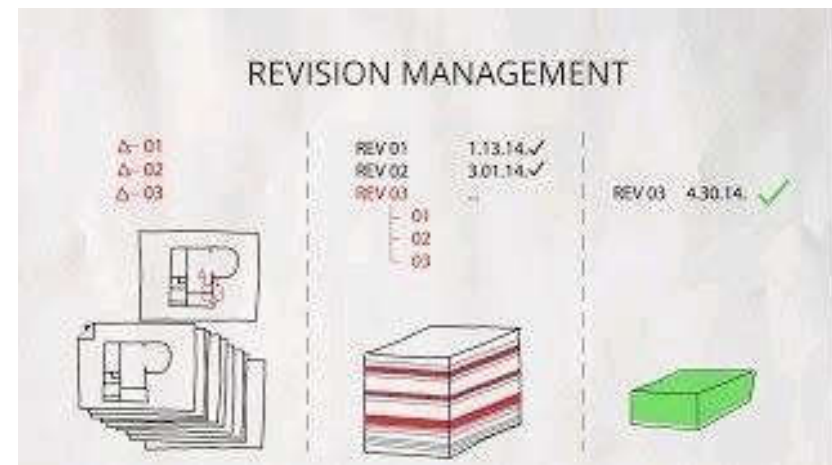 REVISION MANAGEMENT
Δ- 01
Δ- 02
Δ- 03
REV 01 1.13.14.✓
REV 02 3.01.14.✓
REV 03 ...
01
02
03
REV 03 4.30.14. ✓